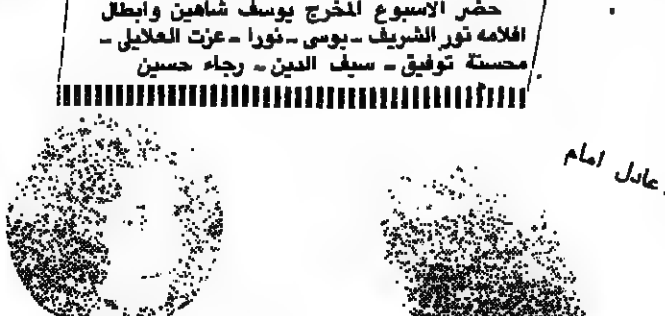 حضر الاسبوع المخرج يوسف شاهين وابطال
افلامه نور الشريف ـ بوسى ـ نورا ـ عزت العلايلى ـ
محسنة توفيق ـ سيف الدين ـ رجاء حسين
عادل امام